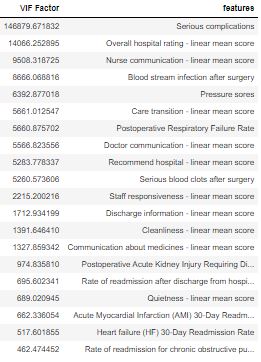 VIF Factor features
146879.671832 Serious complications
14066.252895 Overall hospital rating - linear mean score
9508.318725 Nurse communication - linear mean score
8666.068816 Blood stream infection after surgery
6392.877018 Pressure sores
5661.012547 Care transition - linear mean score
5660.875702 Postoperative Respiratory Failure Rate
5566.823556 Doctor communication - linear mean score
5283.778337 Recommend hospital - linear mean score
5260.573606 Serious blood clots after surgery
2215.200216 Staff responsiveness - linear mean score
1712.934199 Discharge information - linear mean score
1391.646410 Cleanliness - linear mean score
1327.859342 Communication about medicines - linear mean score
974.835810 Postoperative Acute Kidney Injury Requiring Di...
695.602341 Rate of readmission after discharge from hospi...
689.020945 Quietness - linear mean score
662.336054 Acute Myocardial Infarction (AMI) 30-Day Readm...
517.601855 Heart failure (HF) 30-Day Readmission Rate
462.474452 Rate of readmission for chronic obstructive pu...